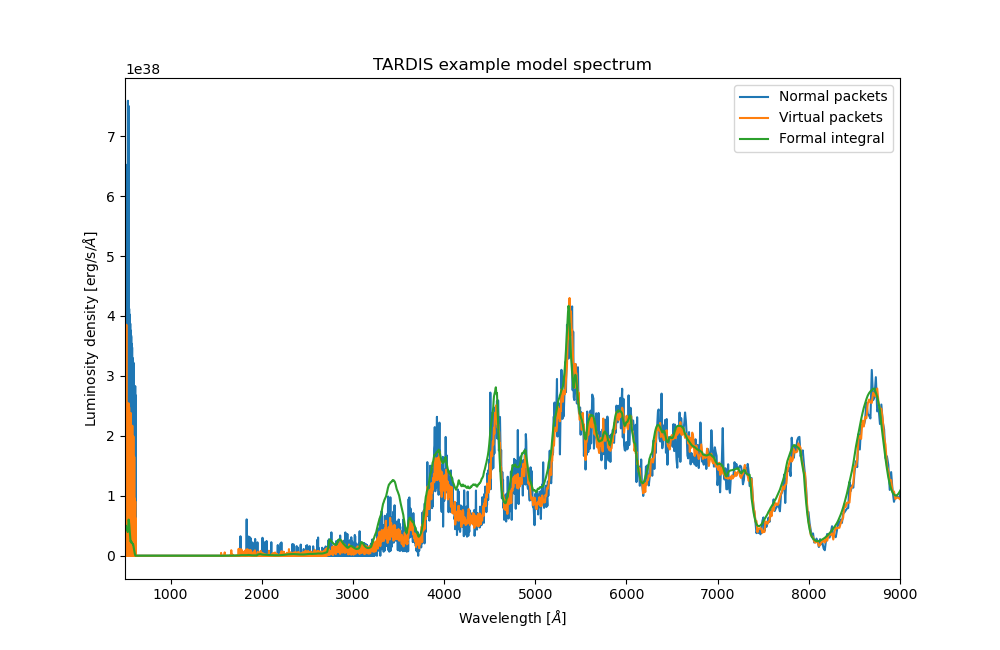 TARDIS example model spectrum
1e38
Normal packets
Virtual packets
Formal integral
Luminosity density [erg/s/Å]
7
6
5
4
3
2
1
0
1000 2000 3000 4000 5000 6000 7000 8000 9000
Wavelength [Å]